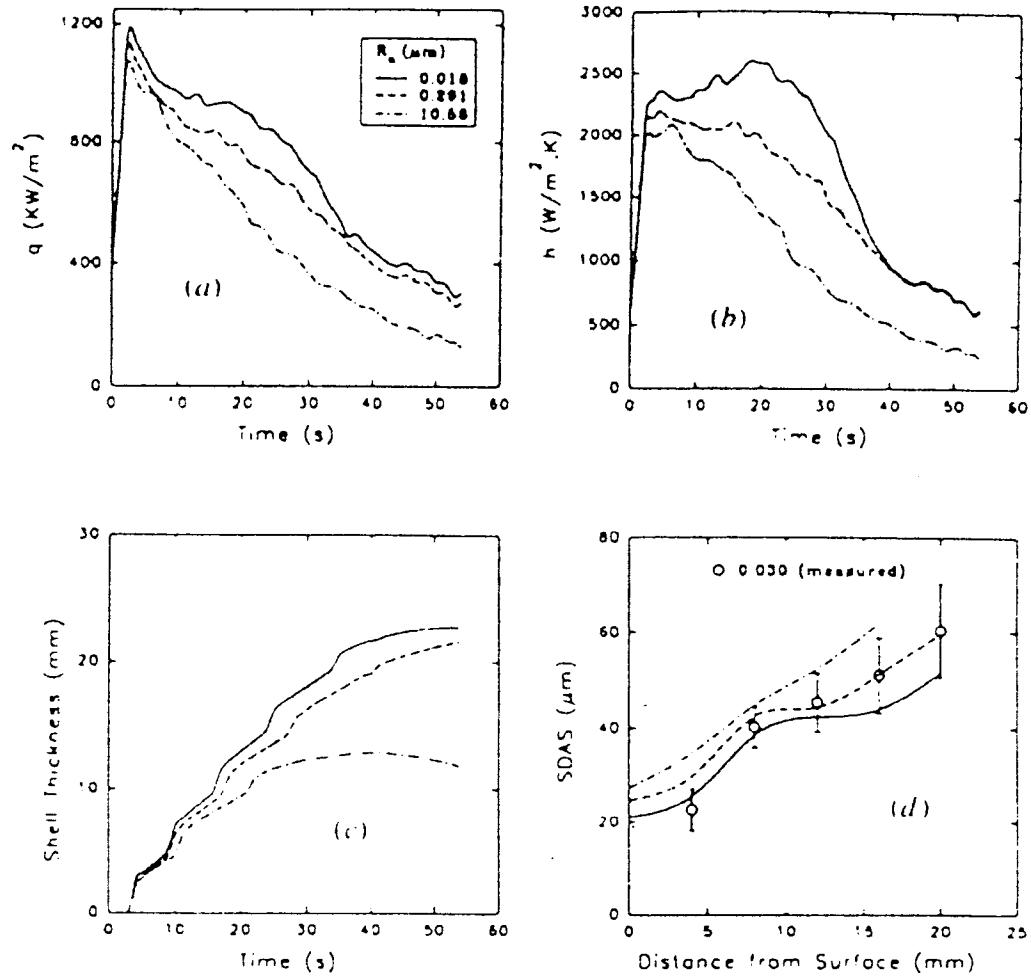 1200
800
400
0
q (KW/m²)
0 10 20 30 40 50 60
Time (s)
(a)
Rₐ (μm)
0.018
0.291
10.88
3000
2500
2000
1500
1000
500
0
h (W/m².K)
0 10 20 30 40 50 60
Time (s)
(b)
30
20
10
0
Shell Thickness (mm)
0 10 20 30 40 50 60
Time (s)
(c)
80
60
40
20
0
SDAS (μm)
0.030 (measured)
0 5 10 15 20 25
Distance from Surface (mm)
(d)